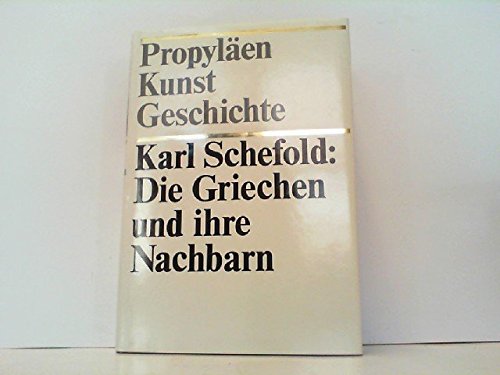 Propyläen
Kunst
Geschichte
Karl Schefold:
Die Griechen
und ihre
Nachbarn